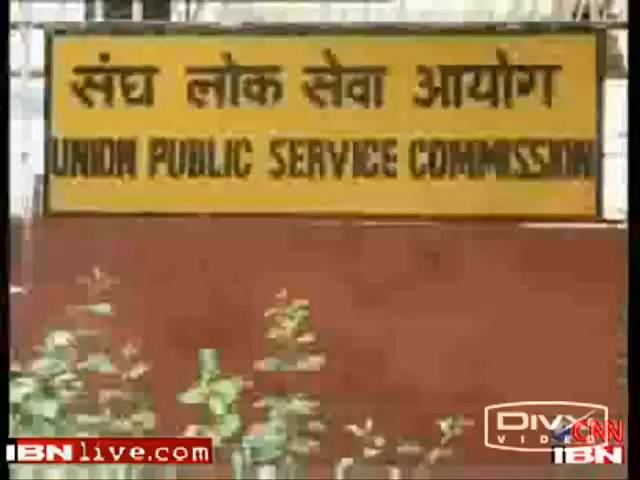 संघ लोक सेवा आयोग
UNION PUBLIC SERVICE COMMISSION
DIVX
VIDEO
CNN
IBN
IBNlive.com